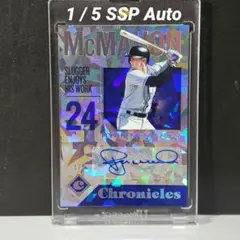 1 / 5 SSP Auto
McMAHON
SLUGGER
ENJOYS
HIS WORK
24
Chronicles